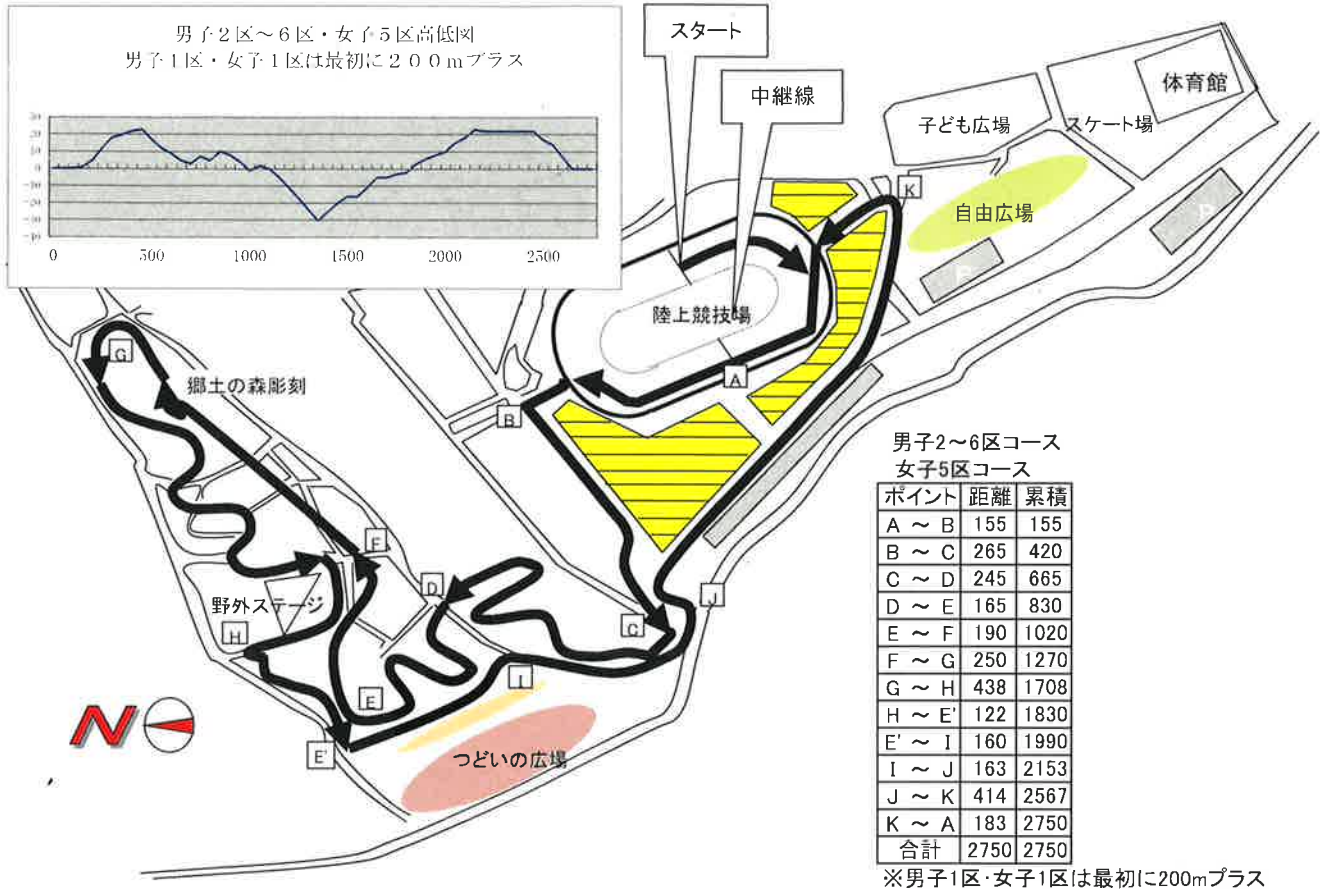 男子２区～６区・女子５区高低図
男子１区・女子１区は最初に２００mプラス
30
20
10
0
-10
-20
-30
-40
0 500 1000 1500 2000 2500
スタート
中継線
体育館
子ども広場
スケート場
K
自由広場
P
P
陸上競技場
G
郷土の森彫刻
A
B
F
D
野外ステージ
H
C
J
E
I
N
E'
つどいの広場
男子2～6区コース
女子5区コース
ポイント 距離 累積
A ～ B 155 155
B ～ C 265 420
C ～ D 245 665
D ～ E 165 830
E ～ F 190 1020
F ～ G 250 1270
G ～ H 438 1708
H ～ E' 122 1830
E' ～ I 160 1990
I ～ J 163 2153
J ～ K 414 2567
K ～ A 183 2750
合計 2750 2750
※男子1区・女子1区は最初に200mプラス